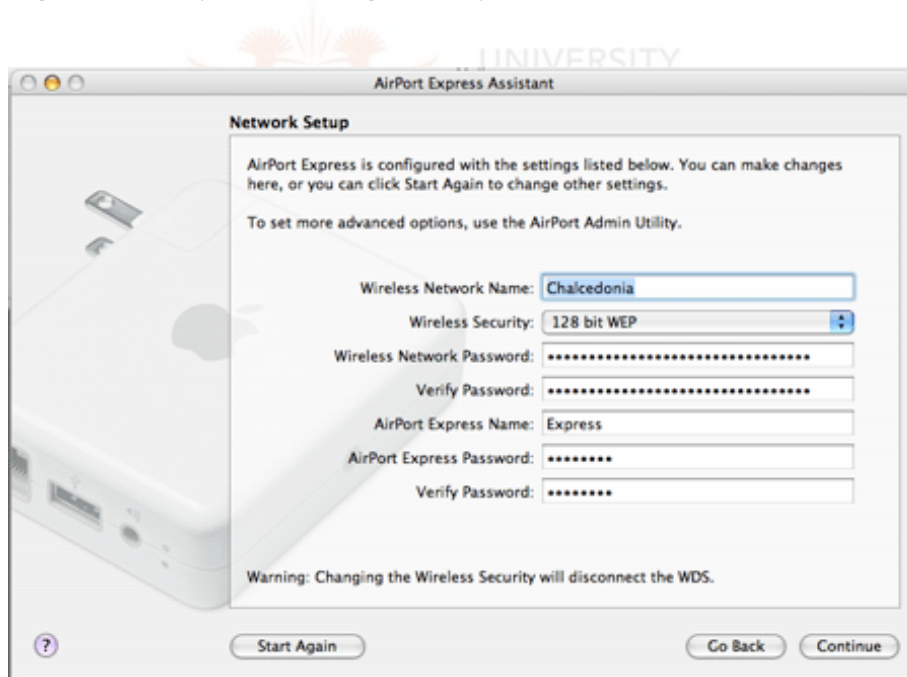 UNIVERSITY
AirPort Express Assistant
Network Setup
AirPort Express is configured with the settings listed below. You can make changes
here, or you can click Start Again to change other settings.
To set more advanced options, use the AirPort Admin Utility.
Wireless Network Name: Chalcedonia
Wireless Security: 128 bit WEP
Wireless Network Password: •••••••••••••••••••••••••••••••••
Verify Password: •••••••••••••••••••••••••••••••••
AirPort Express Name: Express
AirPort Express Password: ••••••••
Verify Password: ••••••••
Warning: Changing the Wireless Security will disconnect the WDS.
?
Start Again Go Back Continue